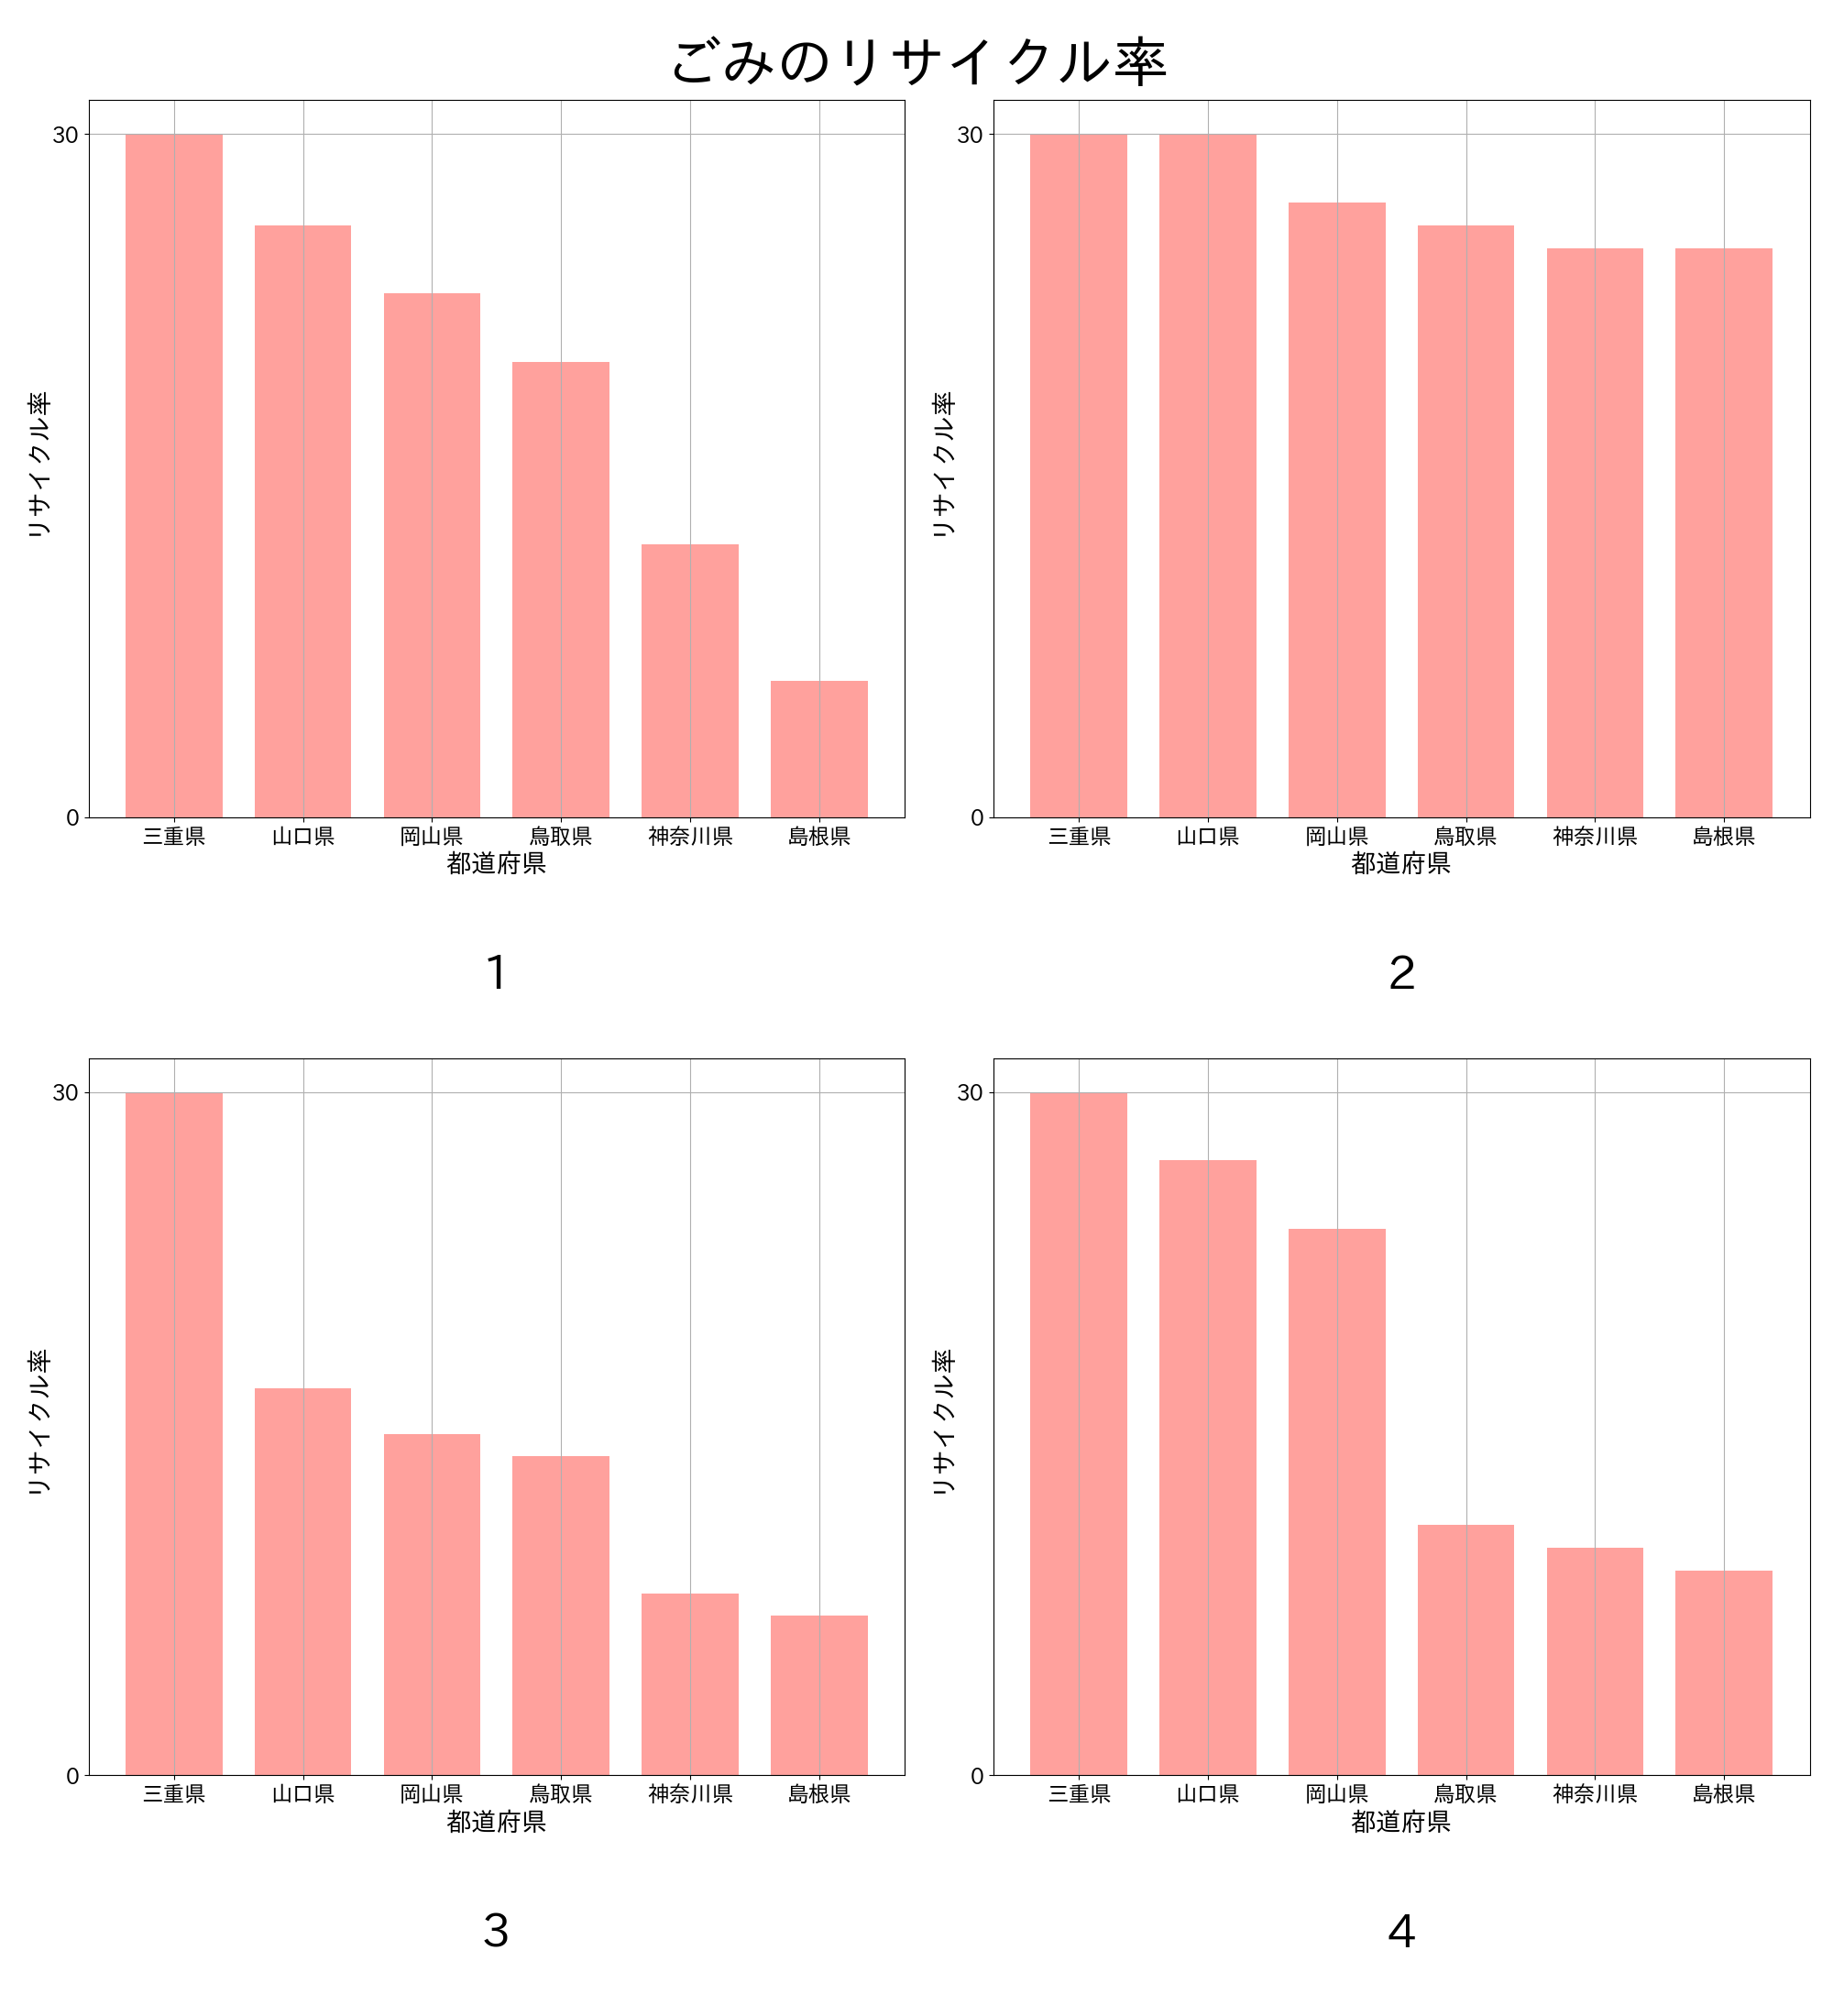 ごみのリサイクル率
30
0
リサイクル率
三重県 山口県 岡山県 鳥取県 神奈川県 島根県
都道府県
1
30
0
リサイクル率
三重県 山口県 岡山県 鳥取県 神奈川県 島根県
都道府県
2
30
0
リサイクル率
三重県 山口県 岡山県 鳥取県 神奈川県 島根県
都道府県
3
30
0
リサイクル率
三重県 山口県 岡山県 鳥取県 神奈川県 島根県
都道府県
4